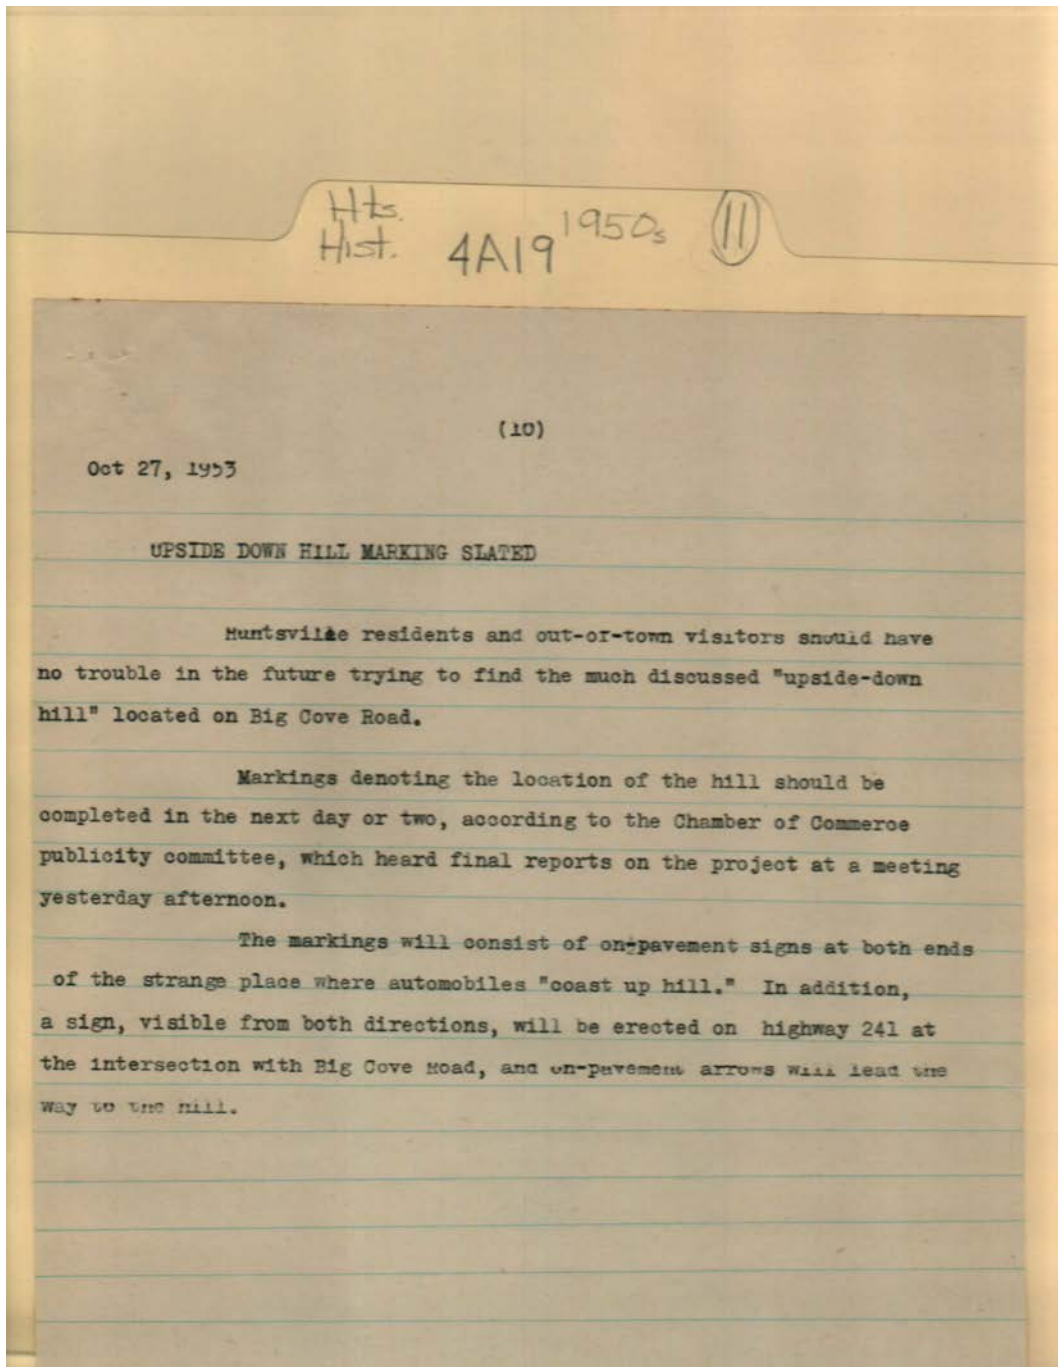 Hts.
Hist. 4A19 1950s 11
(10)
Oct 27, 1953
UPSIDE DOWN HILL MARKING SLATED
Huntsville residents and out-of-town visitors should have
no trouble in the future trying to find the much discussed "upside-down
hill" located on Big Cove Road.
Markings denoting the location of the hill should be
completed in the next day or two, according to the Chamber of Commerce
publicity committee, which heard final reports on the project at a meeting
yesterday afternoon.
The markings will consist of on-pavement signs at both ends
of the strange place where automobiles "coast up hill." In addition,
a sign, visible from both directions, will be erected on highway 241 at
the intersection with Big Cove Road, and on-pavement arrows will lead the
way to the hill.